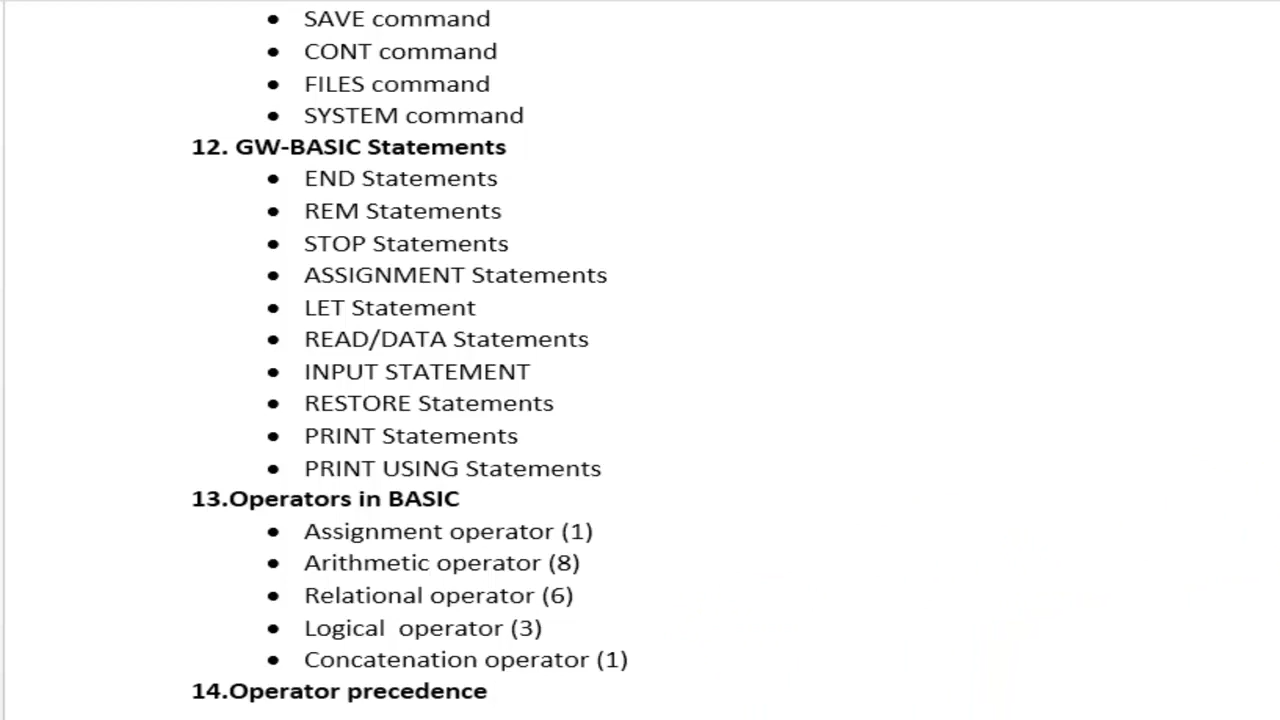 • SAVE command
• CONT command
• FILES command
• SYSTEM command
12. GW-BASIC Statements
• END Statements
• REM Statements
• STOP Statements
• ASSIGNMENT Statements
• LET Statement
• READ/DATA Statements
• INPUT STATEMENT
• RESTORE Statements
• PRINT Statements
• PRINT USING Statements
13.Operators in BASIC
• Assignment operator (1)
• Arithmetic operator (8)
• Relational operator (6)
• Logical  operator (3)
• Concatenation operator (1)
14.Operator precedence